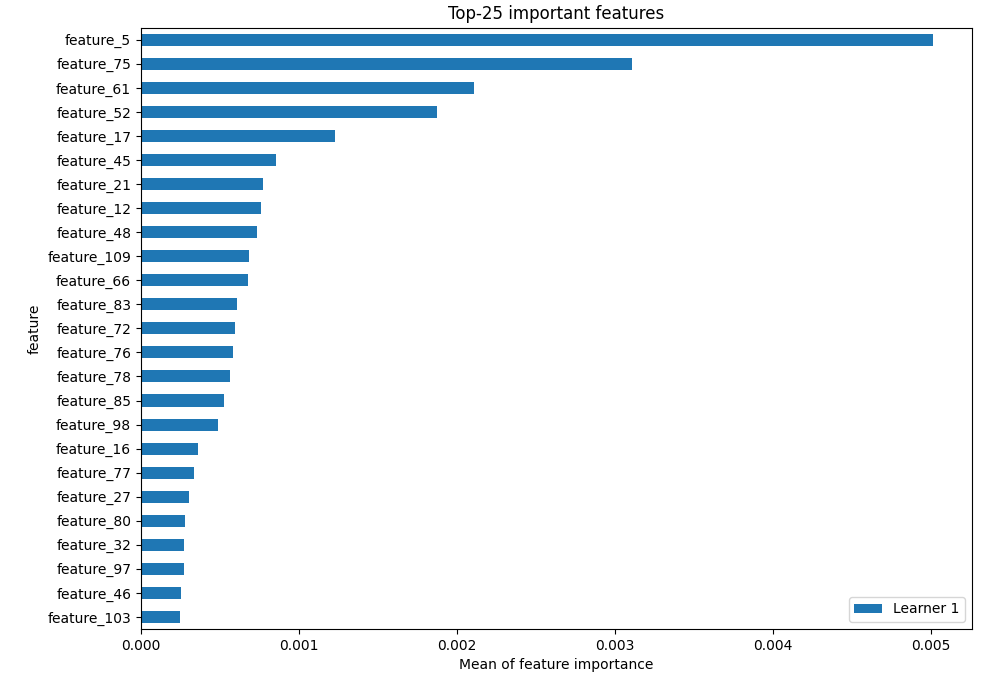 Top-25 important features
feature_5
feature_75
feature_61
feature_52
feature_17
feature_45
feature_21
feature_12
feature_48
feature_109
feature_66
feature_83
feature_72
feature_76
feature_78
feature_85
feature_98
feature_16
feature_77
feature_27
feature_80
feature_32
feature_97
feature_46
feature_103
feature
Learner 1
0.000 0.001 0.002 0.003 0.004 0.005
Mean of feature importance